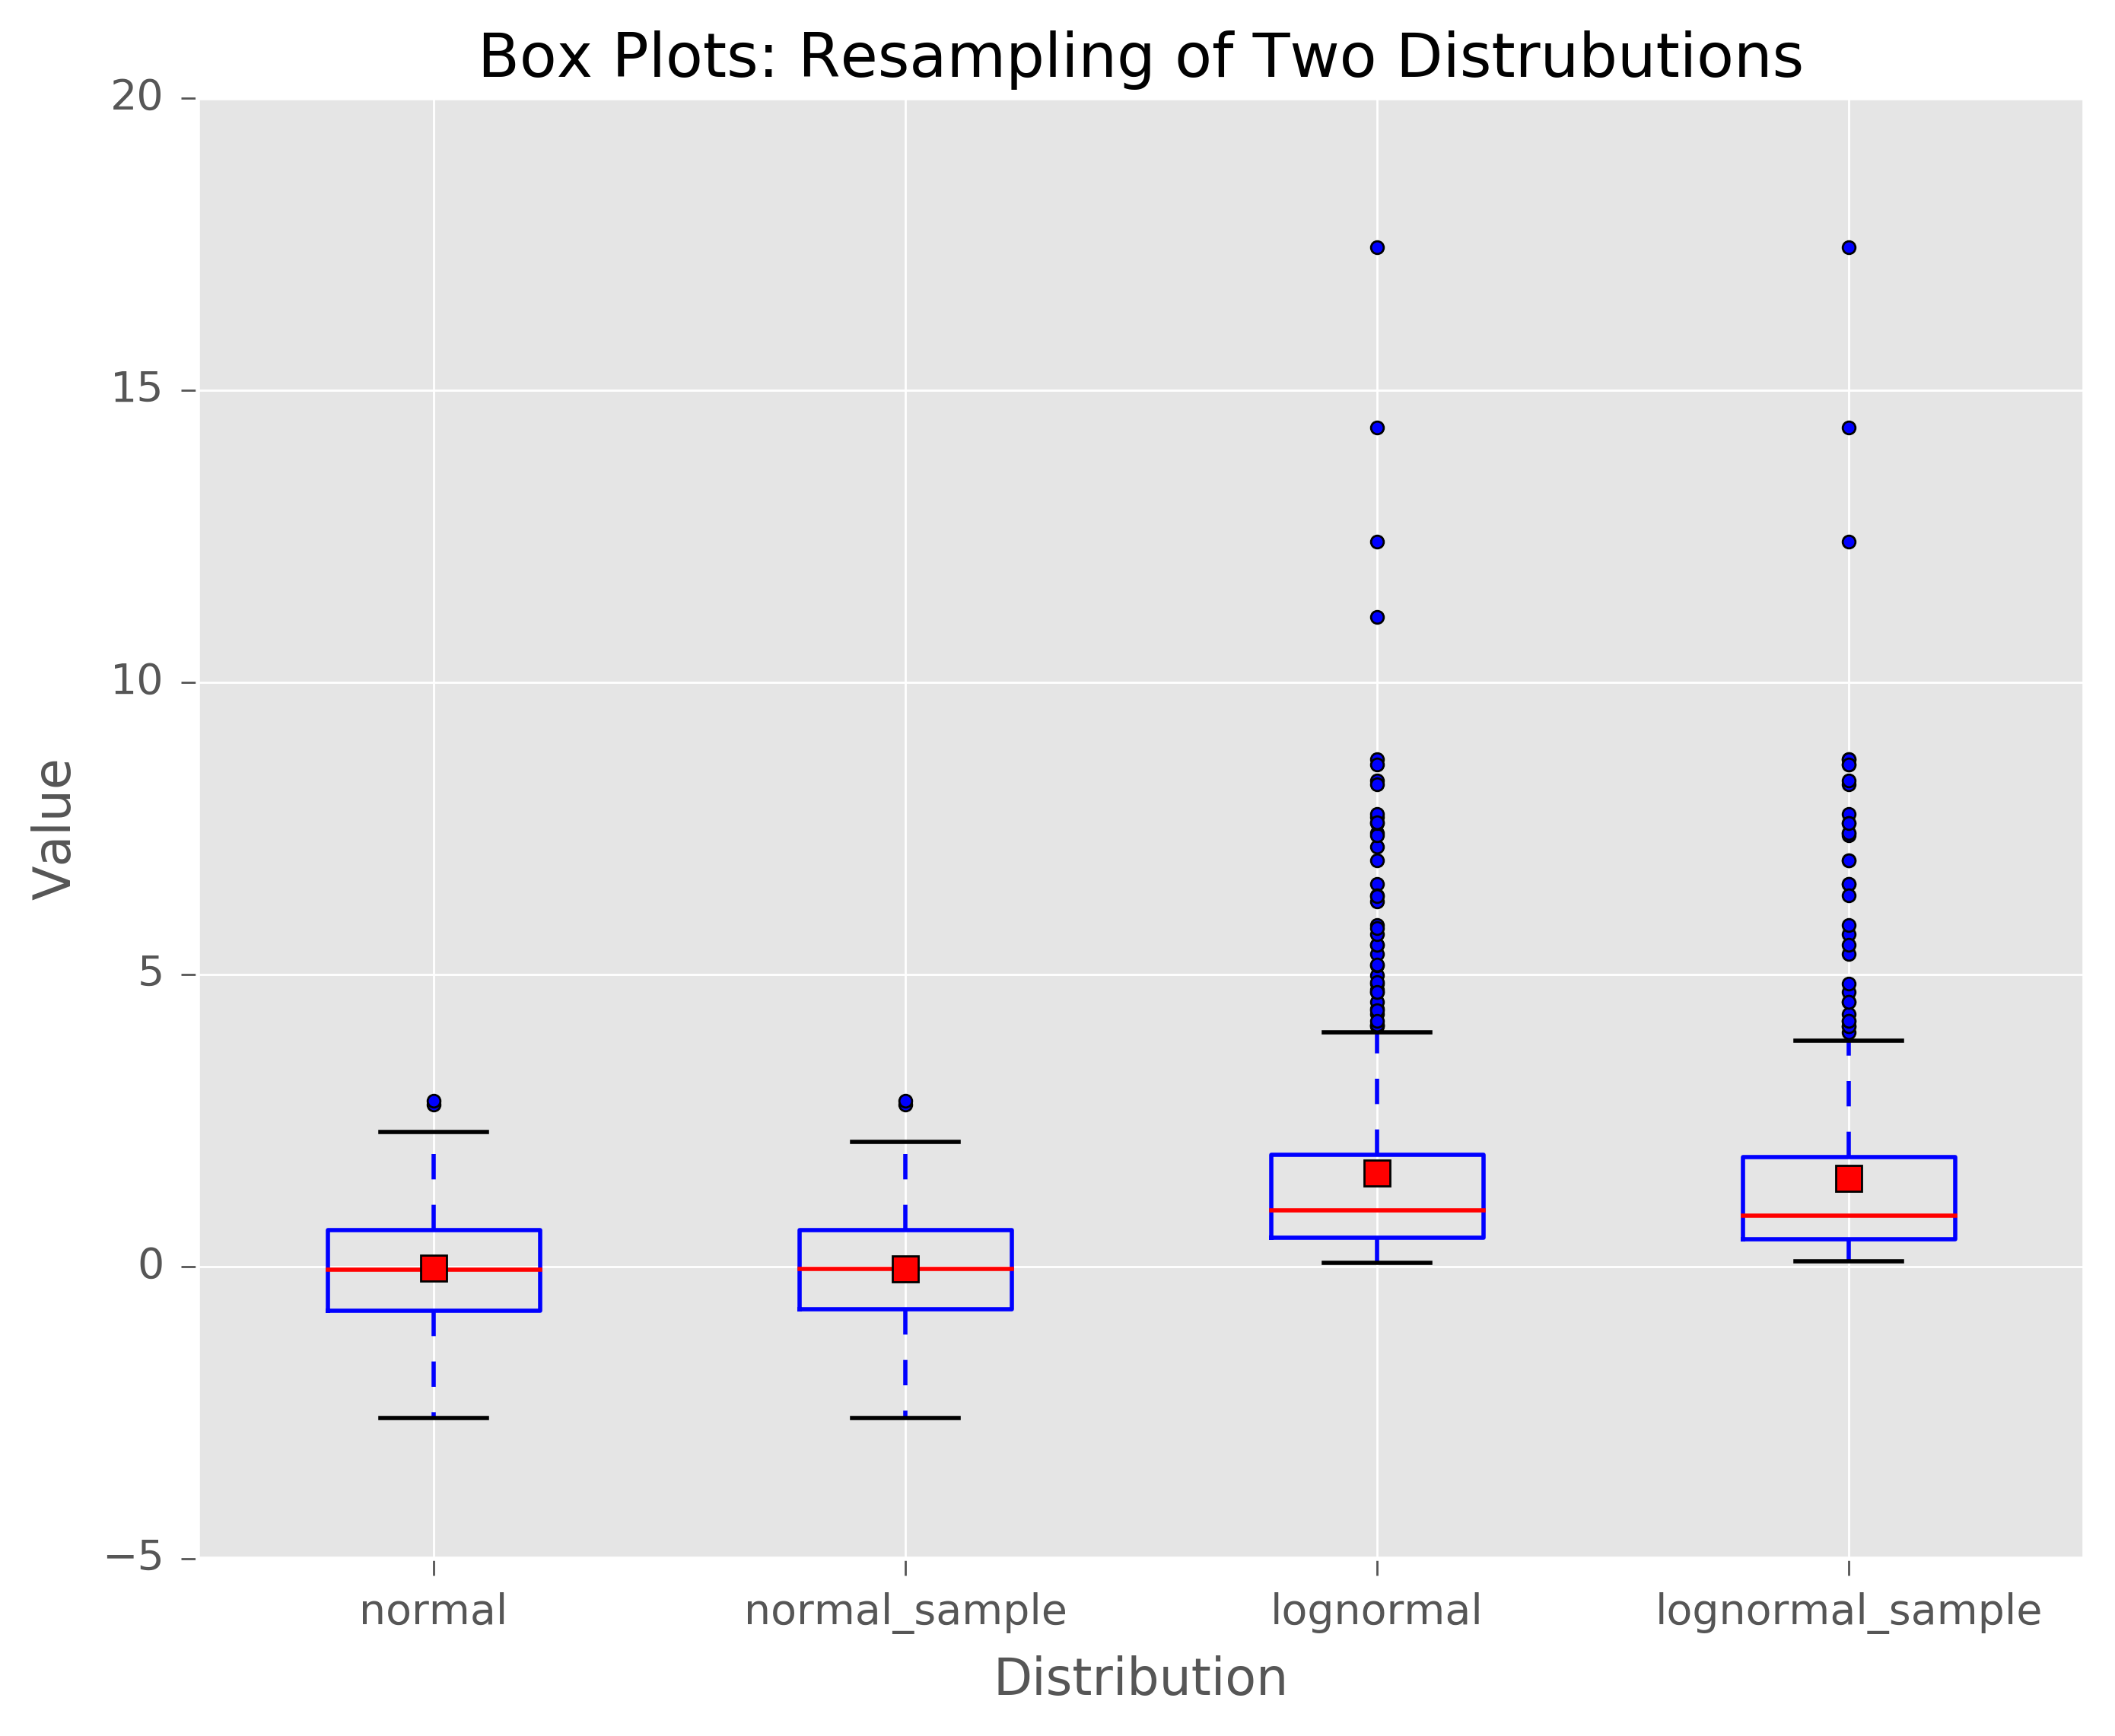 Box Plots: Resampling of Two Distrubutions
20
15
10
5
0
−5
Value
normal normal_sample lognormal lognormal_sample
Distribution